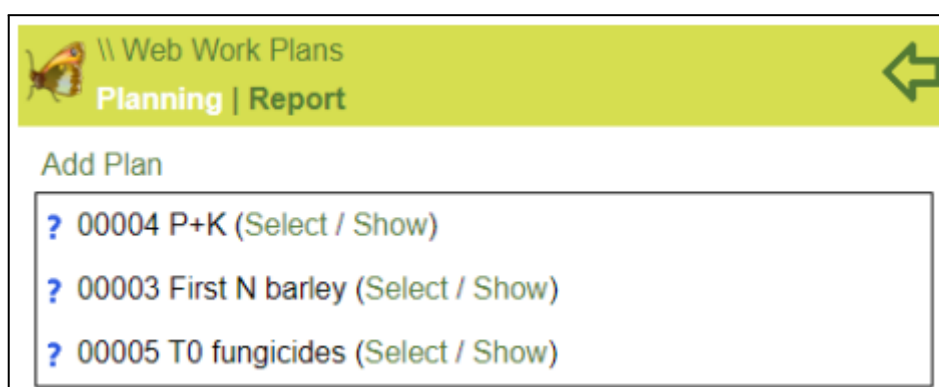 \\ Web Work Plans
Planning | Report
Add Plan
? 00004 P+K (Select / Show)
? 00003 First N barley (Select / Show)
? 00005 T0 fungicides (Select / Show)